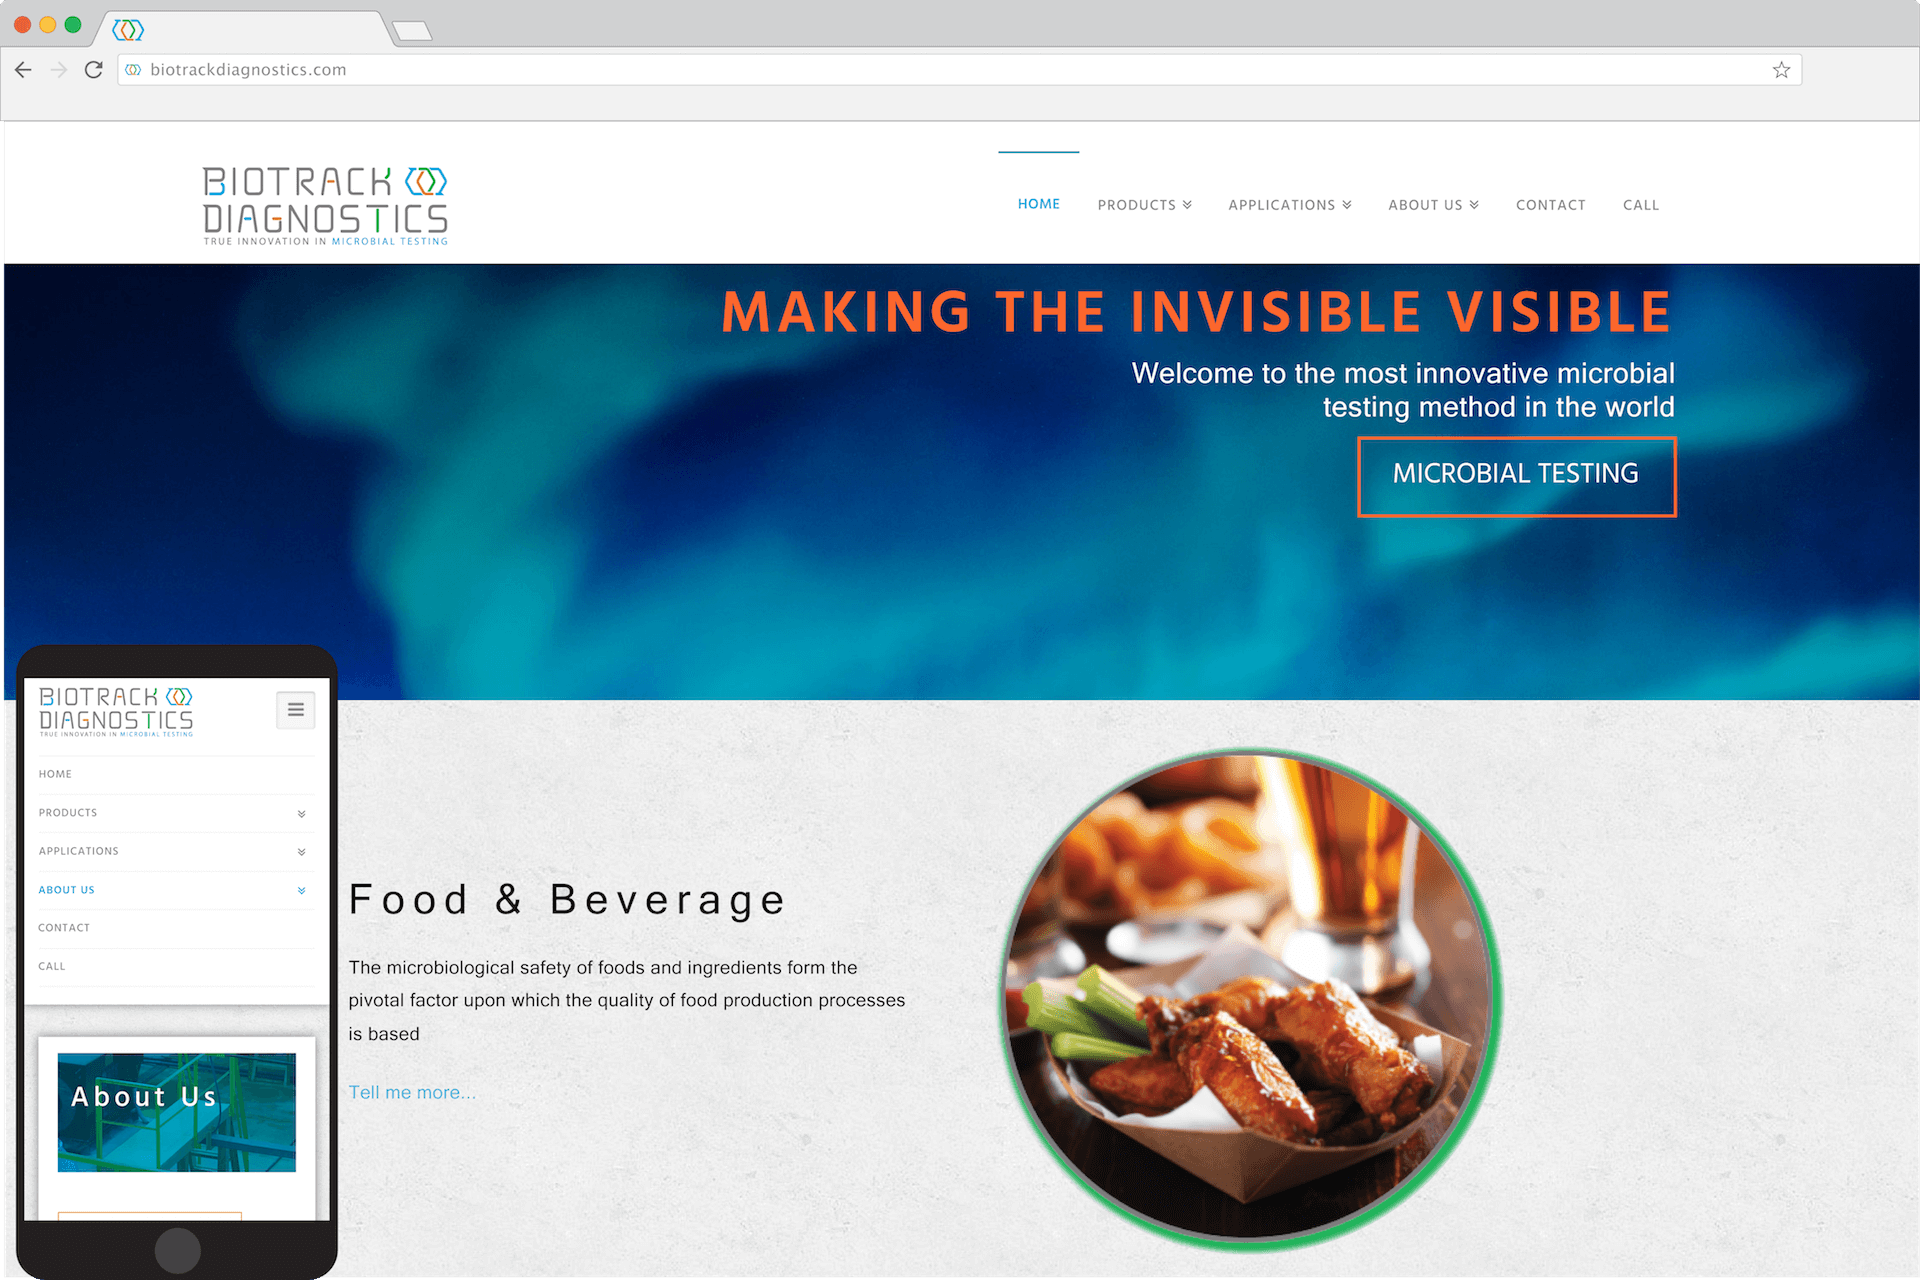 biotrackdiagnostics.com
BIOTRACK
DIAGNOSTICS
TRUE INNOVATION IN MICROBIAL TESTING
HOME PRODUCTS APPLICATIONS ABOUT US CONTACT CALL
MAKING THE INVISIBLE VISIBLE
Welcome to the most innovative microbial
testing method in the world
MICROBIAL TESTING
BIOTRACK
DIAGNOSTICS
TRUE INNOVATION IN MICROBIAL TESTING
HOME
PRODUCTS
APPLICATIONS
ABOUT US
CONTACT
CALL
About Us
Food & Beverage
The microbiological safety of foods and ingredients form the
pivotal factor upon which the quality of food production processes
is based
Tell me more...